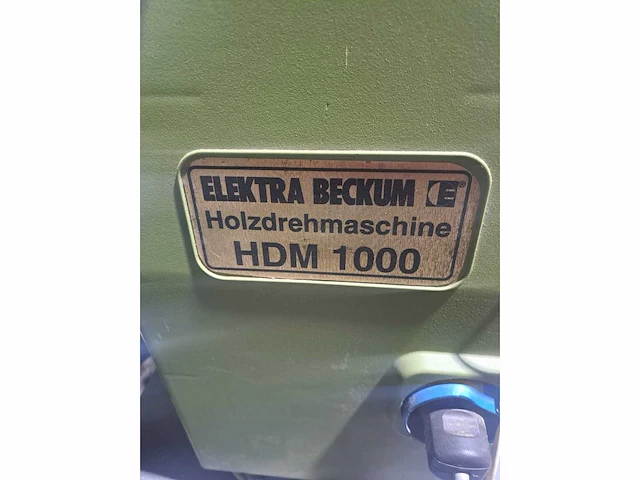 ELEKTRA BECKUM E®
Holzdrehmaschine
HDM 1000